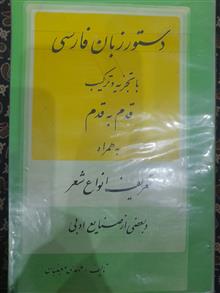 دستور زبان فارسی
با تجزیه و ترکیب
قدم به قدم
به همراه
تعریف انواع شعر
و بعضی از صنایع ادبی